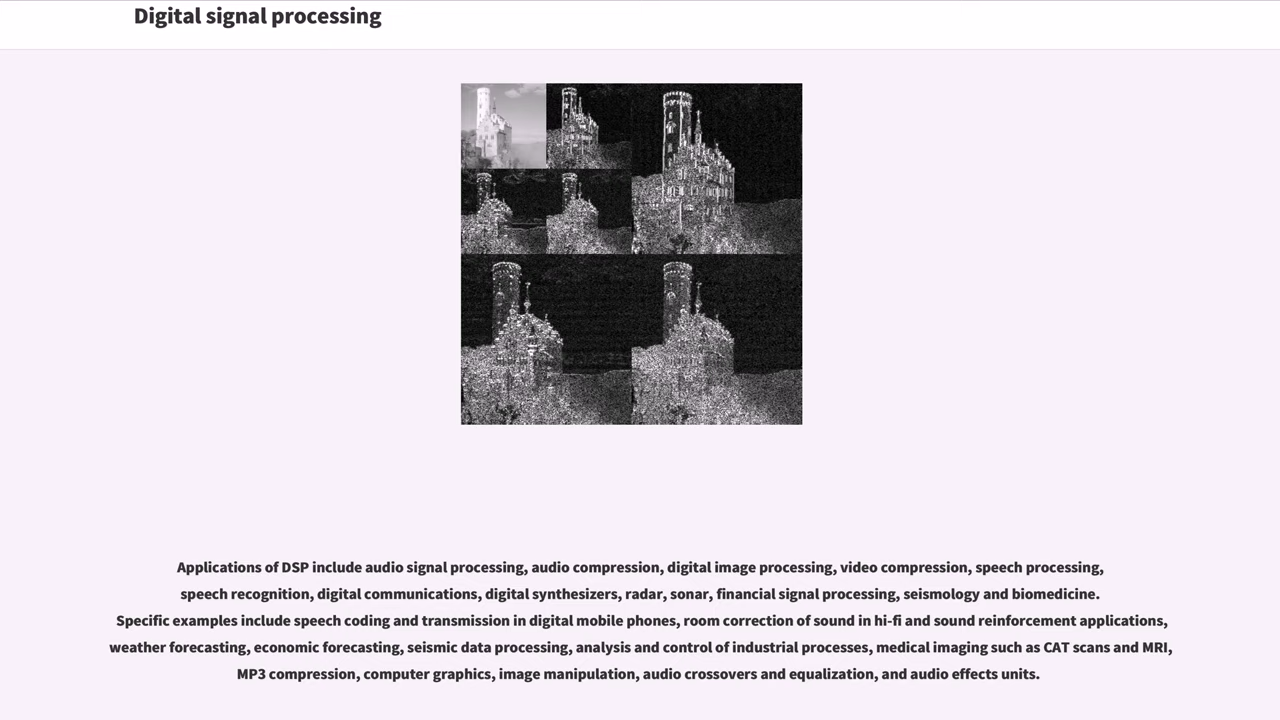 Digital signal processing
Applications of DSP include audio signal processing, audio compression, digital image processing, video compression, speech processing,
speech recognition, digital communications, digital synthesizers, radar, sonar, financial signal processing, seismology and biomedicine.
Specific examples include speech coding and transmission in digital mobile phones, room correction of sound in hi-fi and sound reinforcement applications,
weather forecasting, economic forecasting, seismic data processing, analysis and control of industrial processes, medical imaging such as CAT scans and MRI,
MP3 compression, computer graphics, image manipulation, audio crossovers and equalization, and audio effects units.